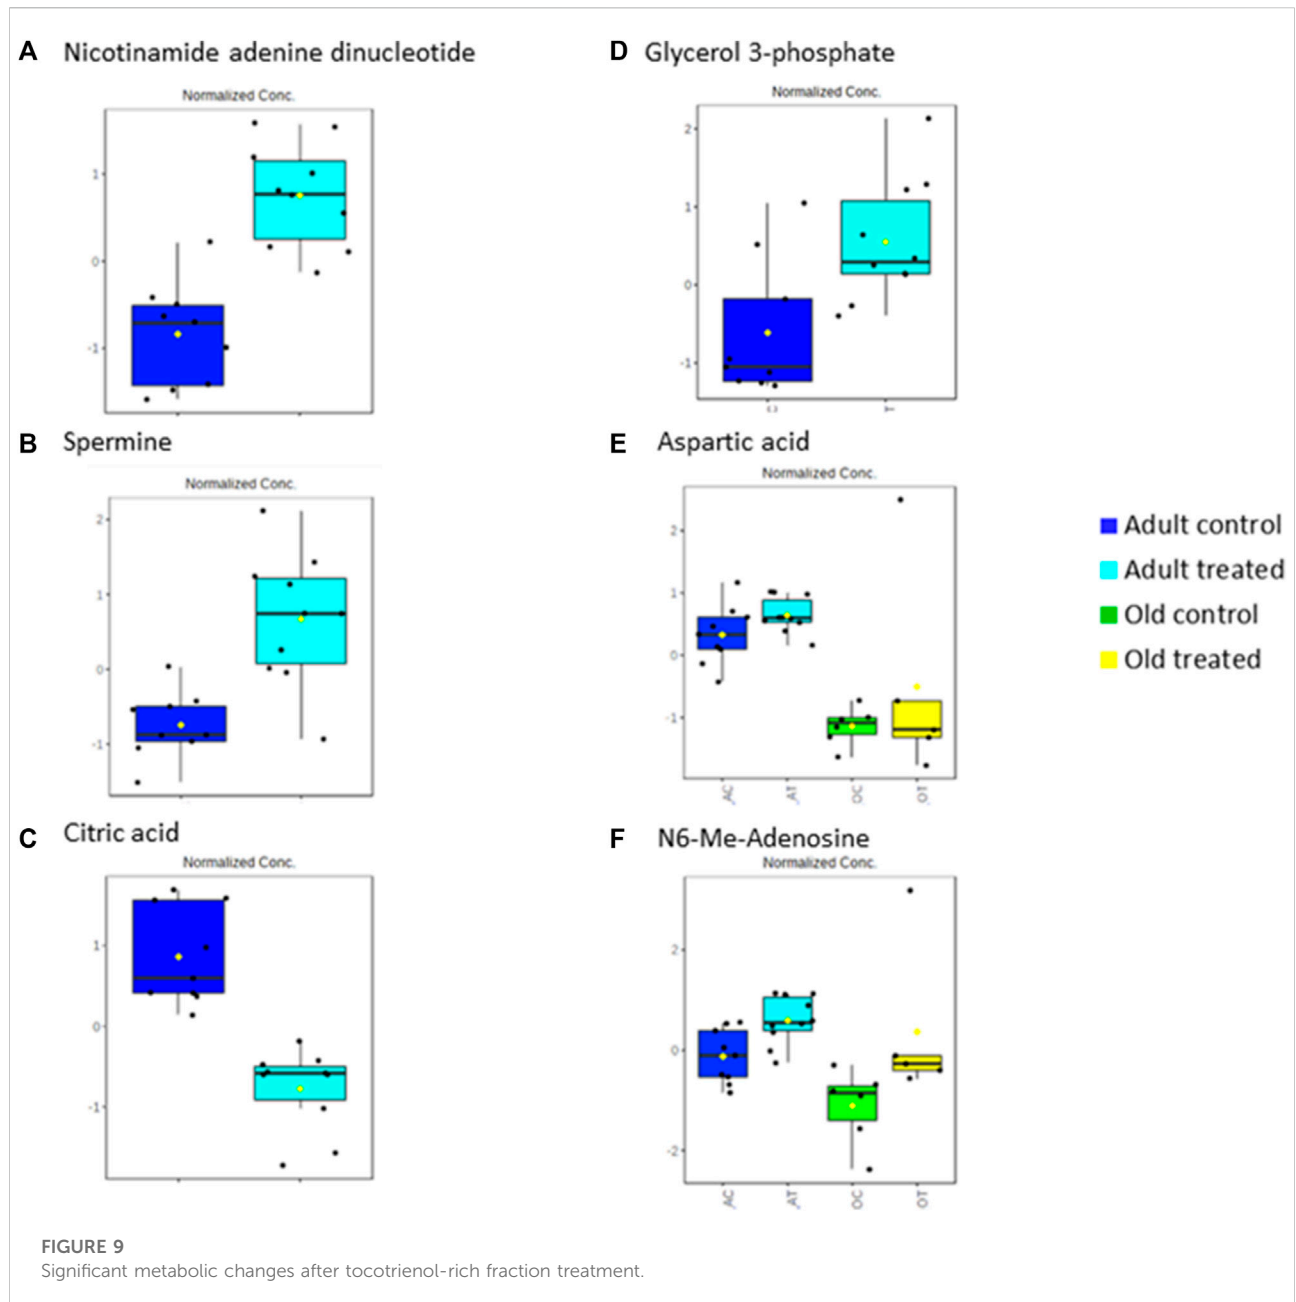 A Nicotinamide adenine dinucleotide
Normalized Conc.
1
0
-1
B Spermine
Normalized Conc.
2
1
0
-1
C Citric acid
Normalized Conc.
1
0
-1
D Glycerol 3-phosphate
Normalized Conc.
2
1
0
-1
T
E Aspartic acid
Normalized Conc.
2
1
0
-1
AC
AT
OC
OT
F N6-Me-Adenosine
Normalized Conc.
2
0
-2
AC
AT
OC
OT
Adult control
Adult treated
Old control
Old treated
FIGURE 9
Significant metabolic changes after tocotrienol-rich fraction treatment.